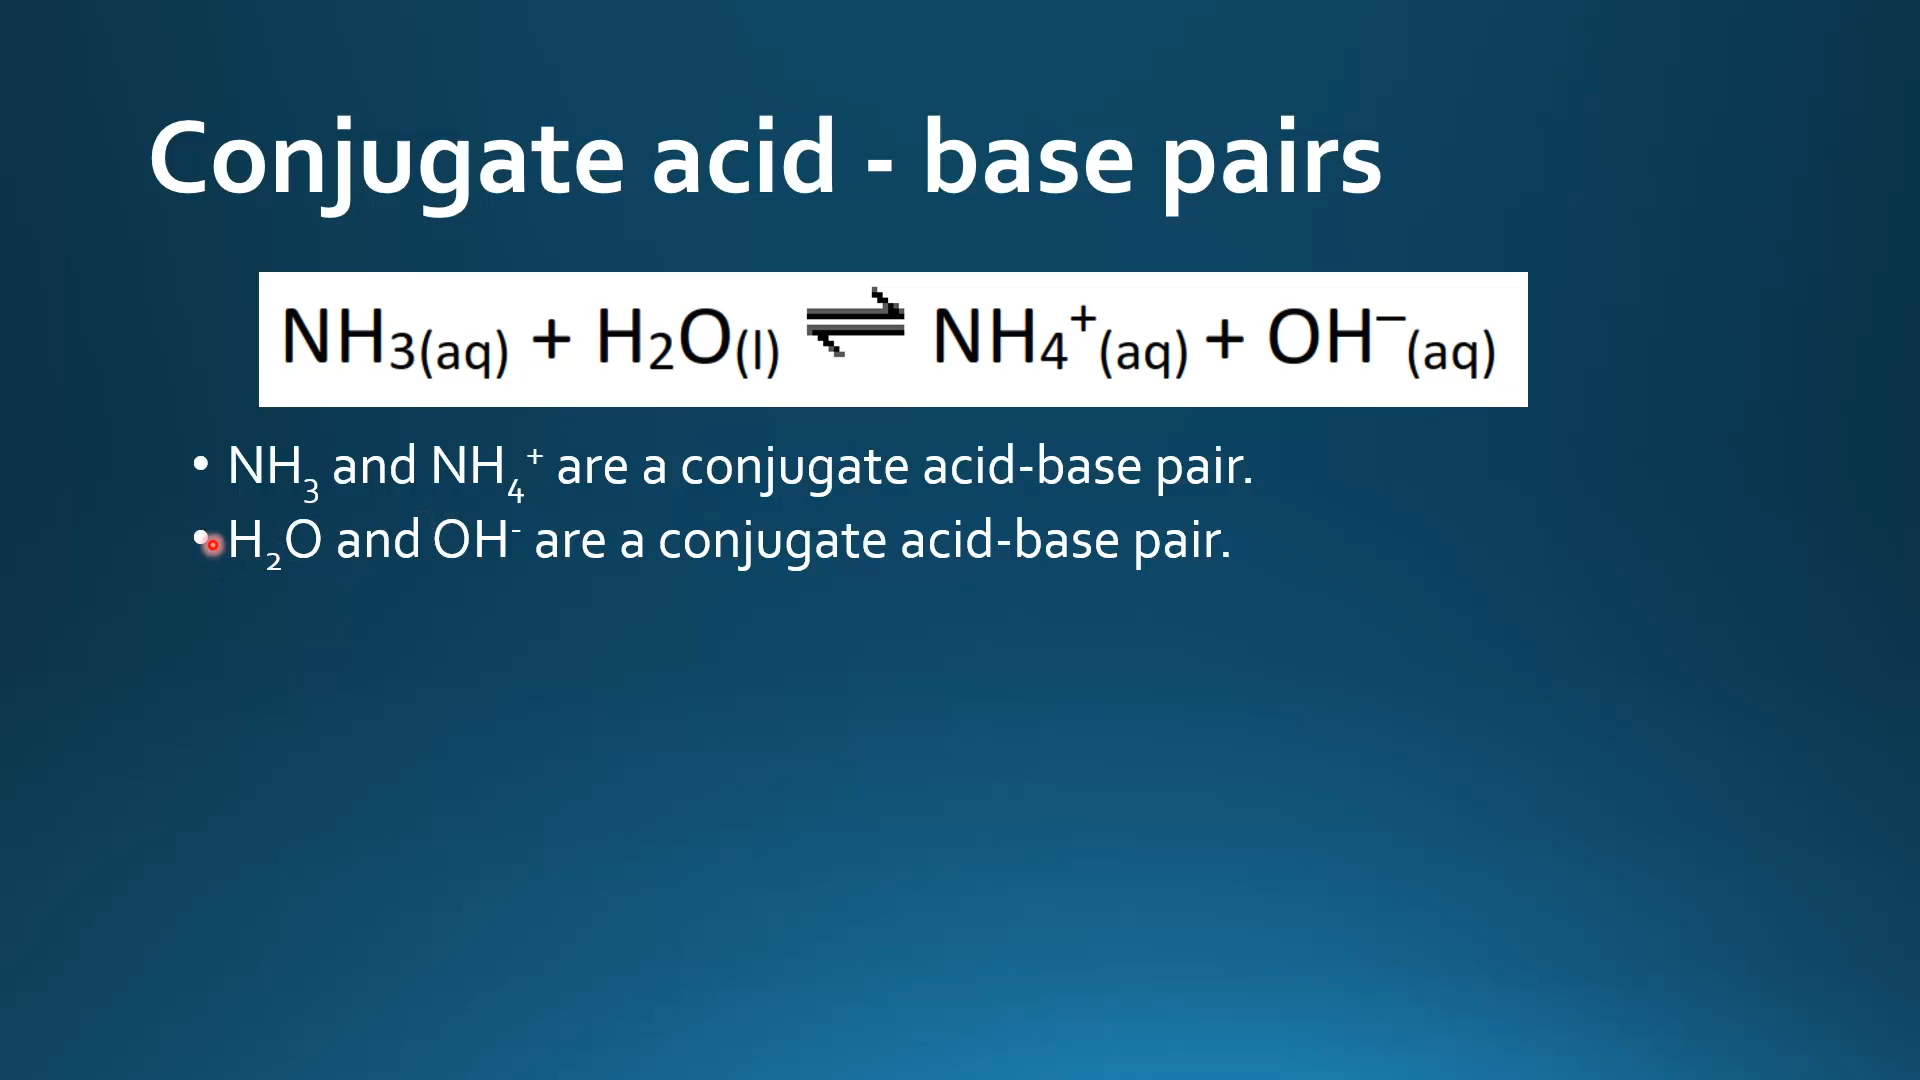 Conjugate acid - base pairs
NH₃(aq) + H₂O(l) ⇌ NH₄⁺(aq) + OH⁻(aq)
• NH₃ and NH₄⁺ are a conjugate acid-base pair.
• H₂O and OH⁻ are a conjugate acid-base pair.